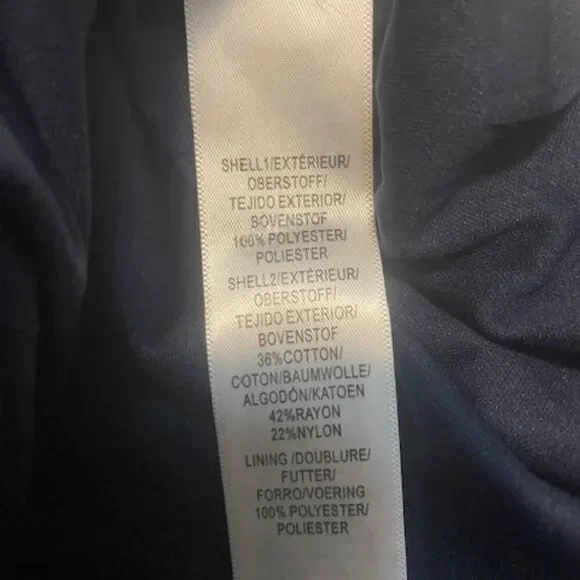 SHELL1/EXTÉRIEUR/
OBERSTOFF/
TEJIDO EXTERIOR/
BOVENSTOF
100% POLYESTER/
POLIESTER
SHELL2/EXTÉRIEUR/
OBERSTOFF/
TEJIDO EXTERIOR/
BOVENSTOF
36%COTTON/
COTON/BAUMWOLLE/
ALGODÓN/KATOEN
42%RAYON
22%NYLON
LINING /DOUBLURE/
FUTTER/
FORRO/VOERING
100% POLYESTER/
POLIESTER